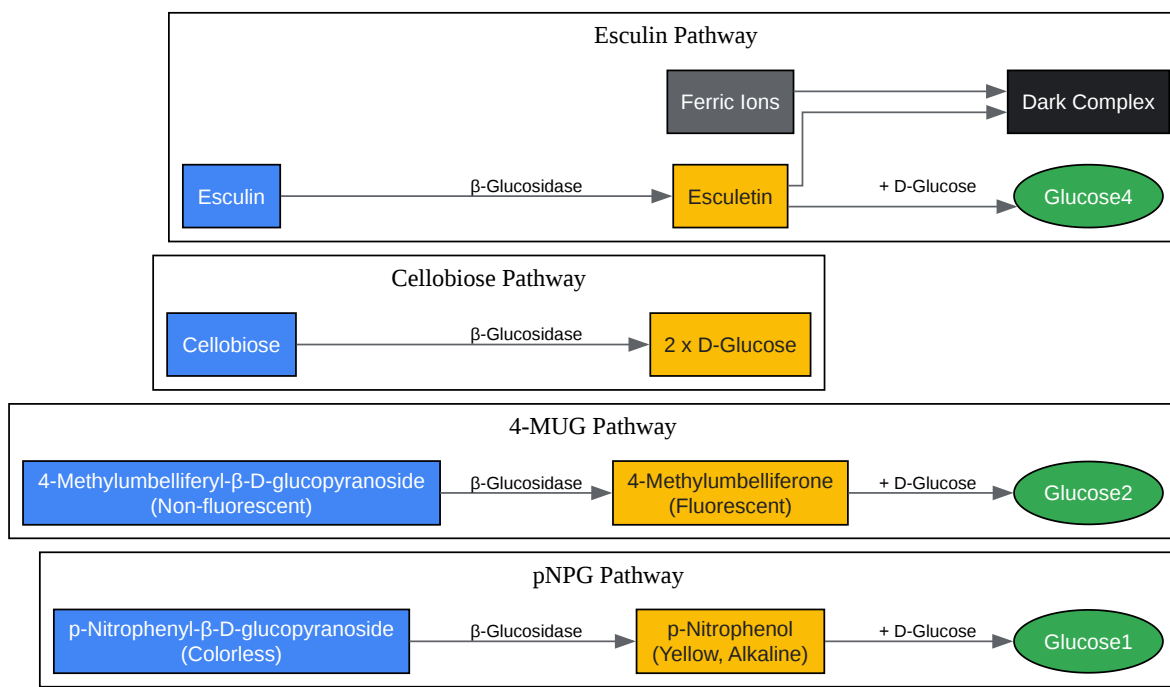 Esculin Pathway
Ferric Ions
Dark Complex
Esculin
β-Glucosidase
Esculetin
+ D-Glucose
Glucose4
Cellobiose Pathway
Cellobiose
β-Glucosidase
2 x D-Glucose
4-MUG Pathway
4-Methylumbelliferyl-β-D-glucopyranoside
(Non-fluorescent)
β-Glucosidase
4-Methylumbelliferone
(Fluorescent)
+ D-Glucose
Glucose2
pNPG Pathway
p-Nitrophenyl-β-D-glucopyranoside
(Colorless)
β-Glucosidase
p-Nitrophenol
(Yellow, Alkaline)
+ D-Glucose
Glucose1